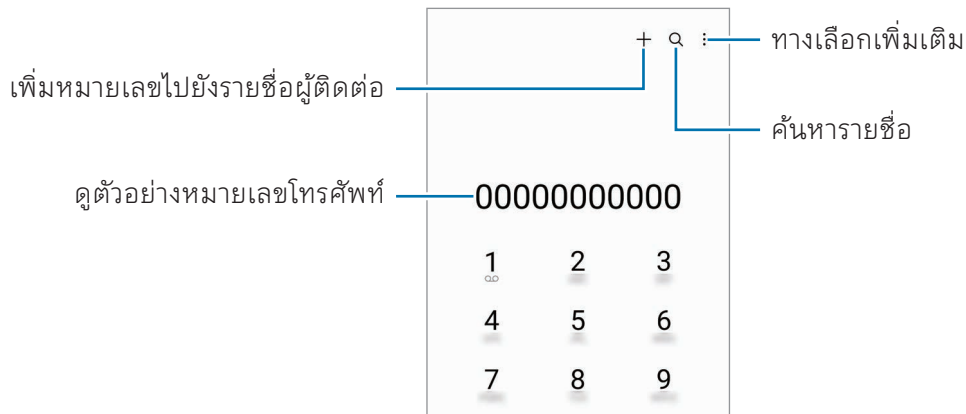 ทางเลือกเพิ่มเติม
เพิ่มหมายเลขไปยังรายชื่อผู้ติดต่อ
ค้นหารายชื่อ
ดูตัวอย่างหมายเลขโทรศัพท์
00000000000
1 2 3
4 5 6
7 8 9